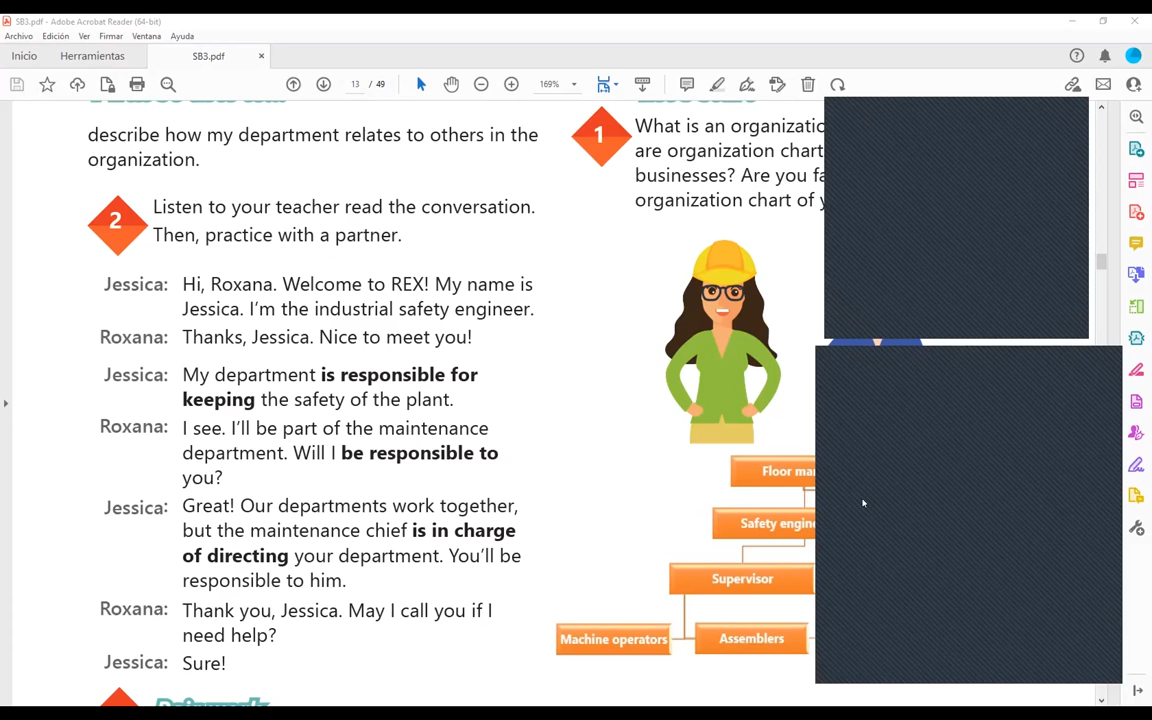 SB3.pdf - Adobe Acrobat Reader (64-bit)
Archivo Edición Ver Firmar Ventana Ayuda
Inicio Herramientas SB3.pdf ×
13 / 49 169%
describe how my department relates to others in the
organization.
2
Listen to your teacher read the conversation.
Then, practice with a partner.
Jessica: Hi, Roxana. Welcome to REX! My name is
Jessica. I'm the industrial safety engineer.
Roxana: Thanks, Jessica. Nice to meet you!
Jessica: My department is responsible for
keeping the safety of the plant.
Roxana: I see. I'll be part of the maintenance
department. Will I be responsible to
you?
Jessica: Great! Our departments work together,
but the maintenance chief is in charge
of directing your department. You'll be
responsible to him.
Roxana: Thank you, Jessica. May I call you if I
need help?
Jessica: Sure!
1
What is an organizatio
are organization chart
businesses? Are you fa
organization chart of y
Floor ma
Safety engin
Supervisor
Machine operators Assemblers